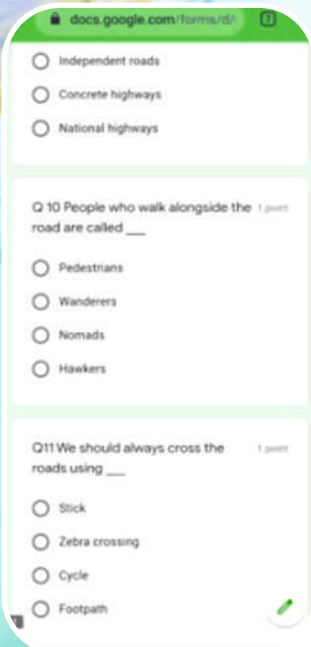 docs.google.com/forms/d/
Independent roads
Concrete highways
National highways
Q 10 People who walk alongside the 1 point
road are called ___
Pedestrians
Wanderers
Nomads
Hawkers
Q11 We should always cross the 1 point
roads using ___
Stick
Zebra crossing
Cycle
Footpath